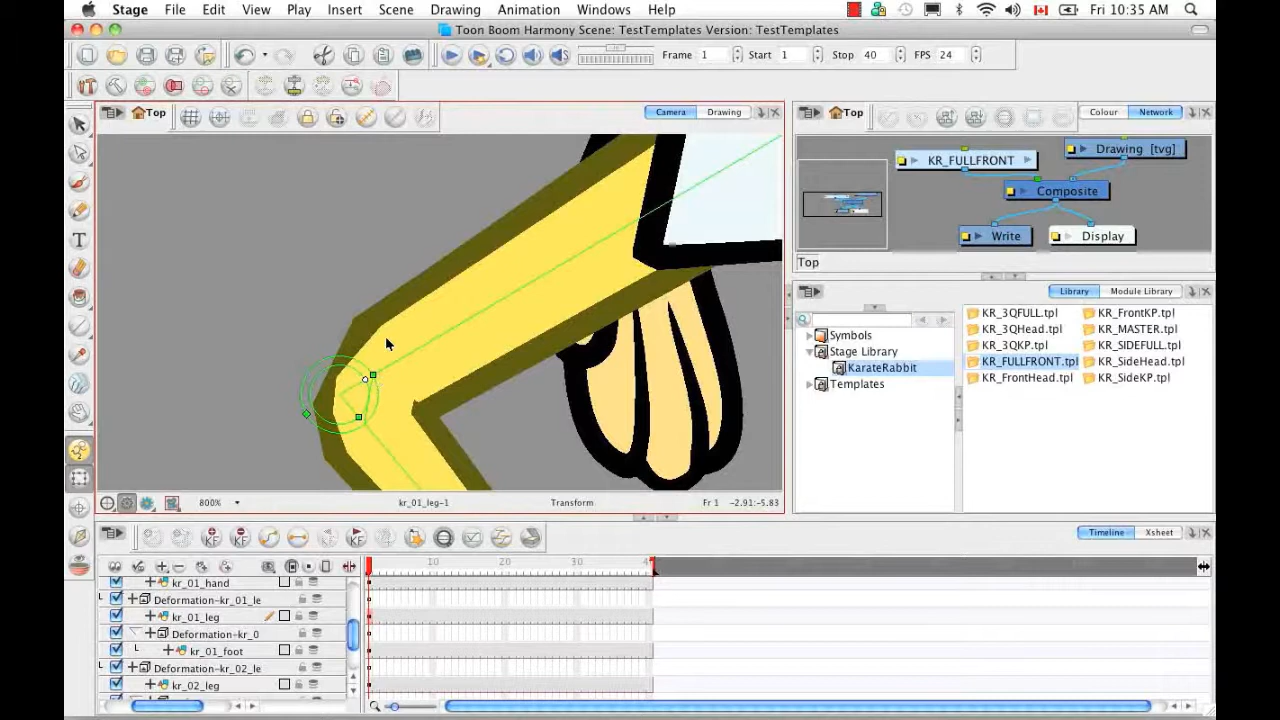 Stage File Edit View Play Insert Scene Drawing Animation Windows Help Fri 10:35 AM
Toon Boom Harmony Scene: TestTemplates Version: TestTemplates
Frame 1 Start 1 Stop 40 FPS 24
Top Camera Drawing
Top Colour Network
KR_FULLFRONT Drawing [tvg]
Composite
Write Display
Top
Library Module Library
Symbols
Stage Library
KarateRabbit
Templates
KR_3QFULL.tpl KR_FrontKP.tpl
KR_3QHead.tpl KR_MASTER.tpl
KR_3QKP.tpl KR_SIDEFULL.tpl
KR_FULLFRONT.tpl KR_SideHead.tpl
KR_FrontHead.tpl KR_SideKP.tpl
800% kr_01_leg-1 Transform Fr 1 -2.91:-5.83
KF KF KF Timeline Xsheet
10 20 30 4
kr_01_hand
Deformation-kr_01_le
kr_01_leg
Deformation-kr_0
kr_01_foot
Deformation-kr_02_le
kr_02_leg